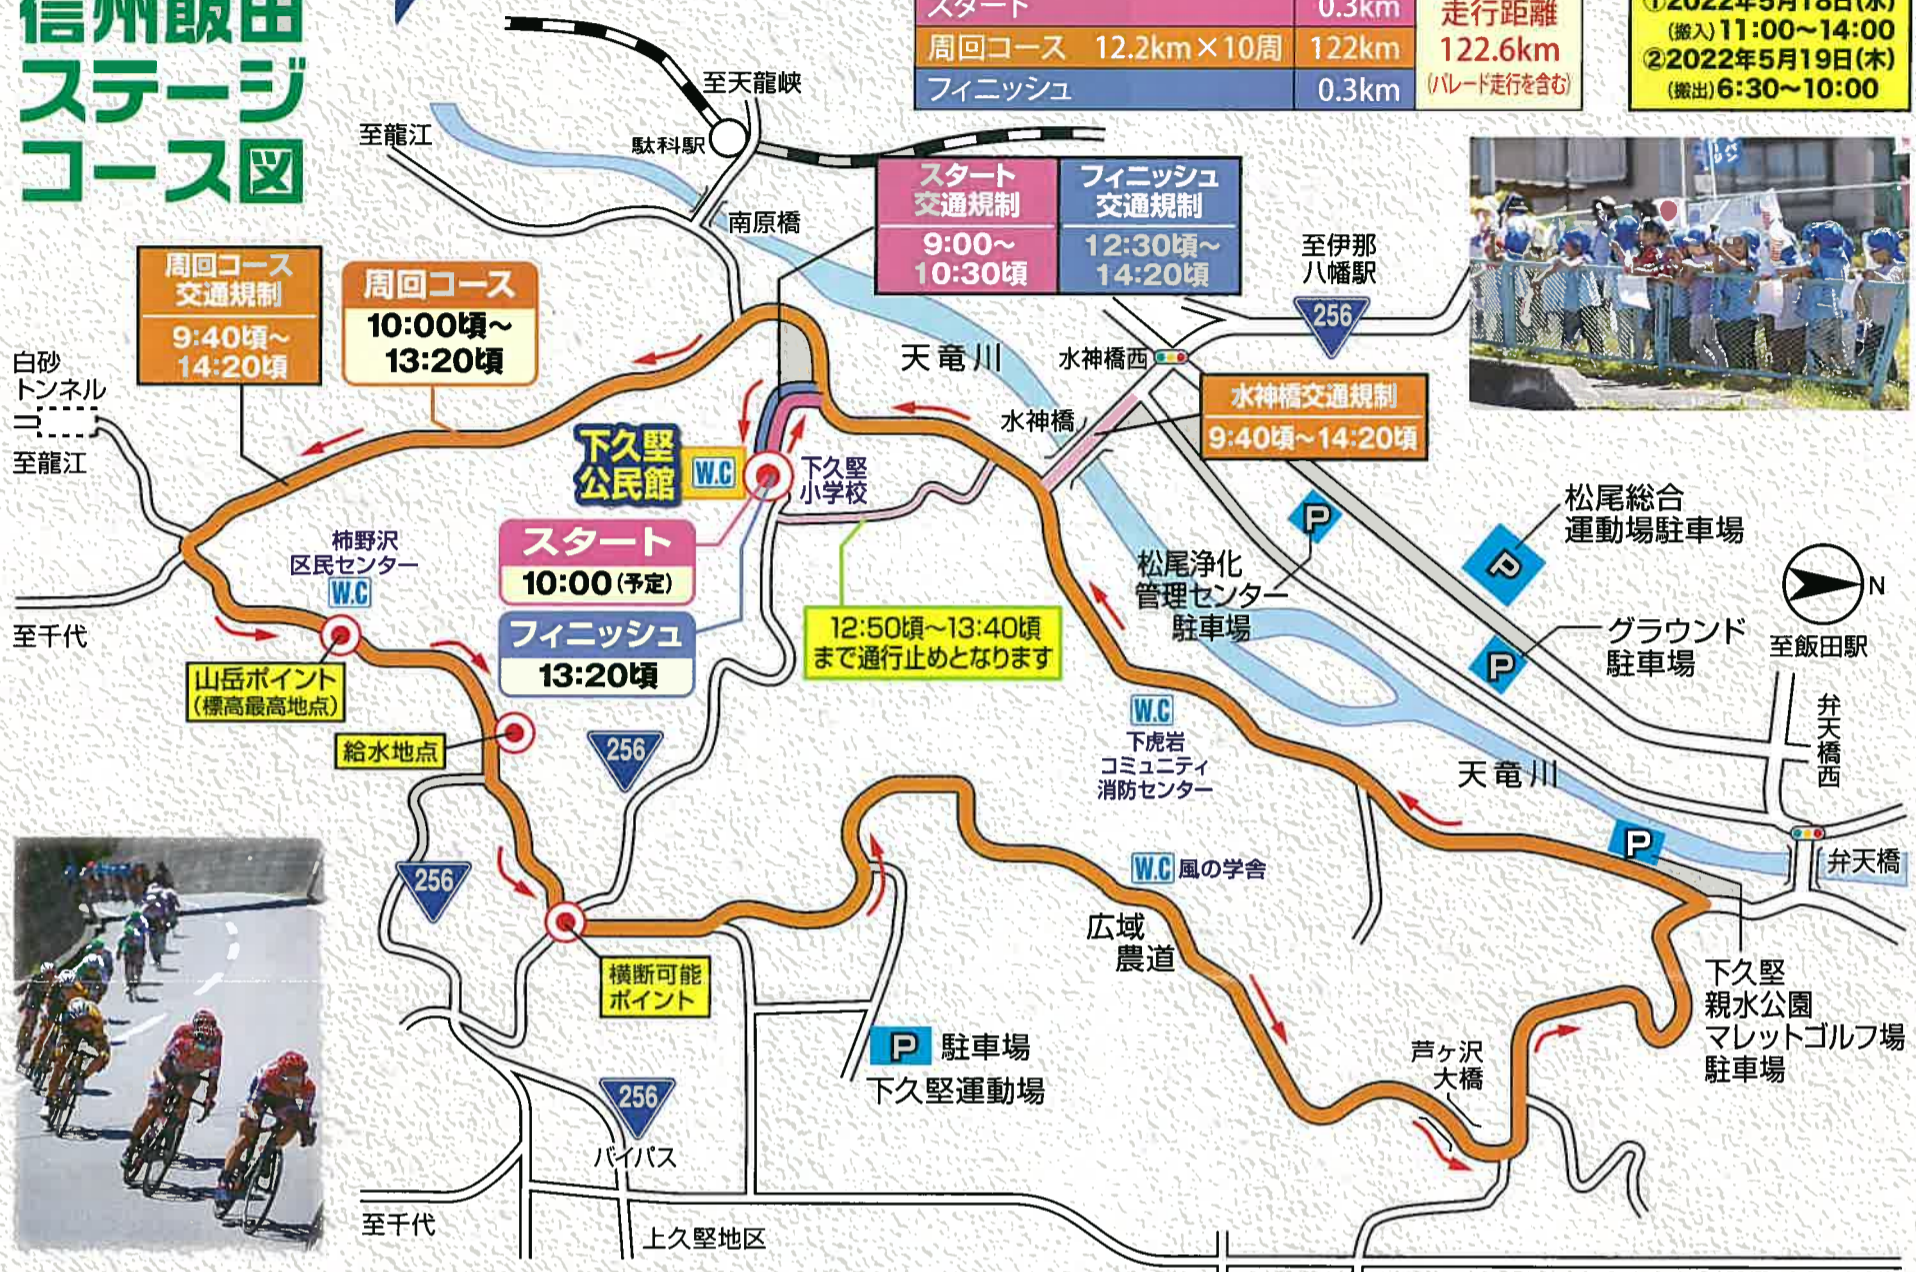 信州飯田
ステージ
コース図
スタート 0.3km
周回コース 12.2km×10周 122km
フィニッシュ 0.3km
走行距離
122.6km
(パレード走行を含む)
①2022年5月18日(水)
(搬入)11:00〜14:00
②2022年5月19日(木)
(搬出)6:30〜10:00
至天龍峡
至龍江
駄科駅
南原橋
スタート
交通規制
9:00〜
10:30頃
フィニッシュ
交通規制
12:30頃〜
14:20頃
至伊那
八幡駅
256
周回コース
交通規制
9:40頃〜
14:20頃
周回コース
10:00頃〜
13:20頃
天竜川
水神橋西
水神橋
水神橋交通規制
9:40頃〜14:20頃
白砂
トンネル
至龍江
下久堅
公民館
W.C
下久堅
小学校
P
松尾総合
運動場駐車場
P
柿野沢
区民センター
W.C
スタート
10:00(予定)
フィニッシュ
13:20頃
松尾浄化
管理センター
駐車場
N
12:50頃〜13:40頃
まで通行止めとなります
グラウンド
駐車場
P
至飯田駅
至千代
山岳ポイント
(標高最高地点)
給水地点
256
W.C
下虎岩
コミュニティ
消防センター
天竜川
弁天橋西
P
弁天橋
256
W.C 風の学舎
広域
農道
横断可能
ポイント
下久堅
親水公園
マレットゴルフ場
駐車場
P 駐車場
下久堅運動場
芦ヶ沢
大橋
256
バイパス
至千代
上久堅地区